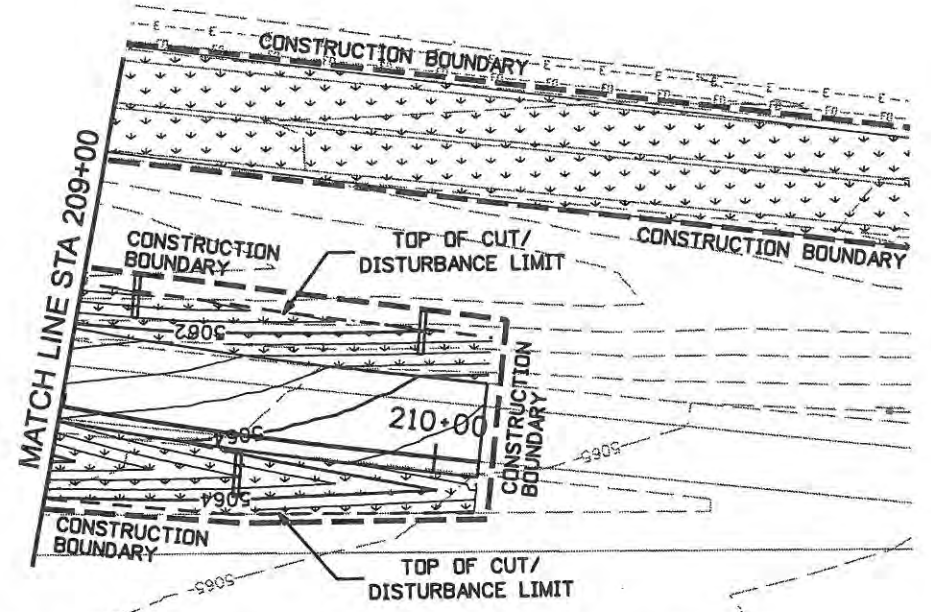 CONSTRUCTION BOUNDARY
MATCH LINE STA 209+00
CONSTRUCTION
BOUNDARY
TOP OF CUT/
DISTURBANCE LIMIT
CONSTRUCTION BOUNDARY
5062
CONSTRUCTION
BOUNDARY
210+00
5064
5065
5064
CONSTRUCTION
BOUNDARY
TOP OF CUT/
DISTURBANCE LIMIT
5065